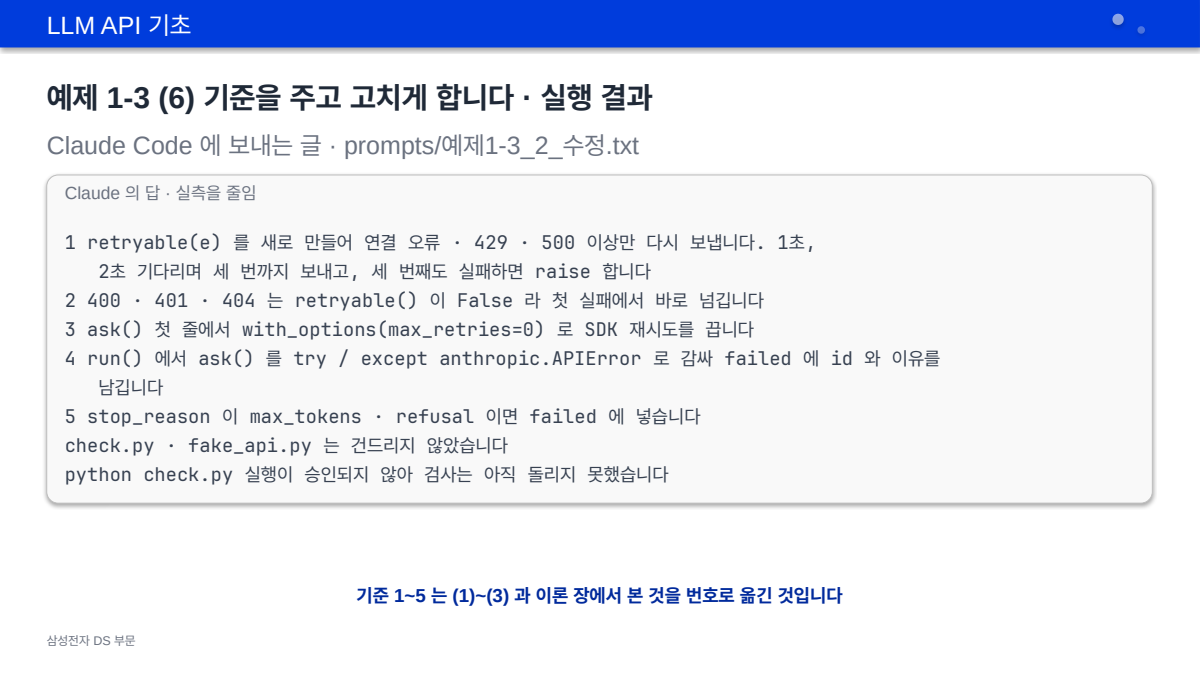 LLM API 기초
예제 1-3 (6) 기준을 주고 고치게 합니다 · 실행 결과
Claude Code 에 보내는 글 · prompts/예제1-3_2_수정.txt
Claude 의 답 · 실측을 줄임
1 retryable(e) 를 새로 만들어 연결 오류 · 429 · 500 이상만 다시 보냅니다. 1초,
2초 기다리며 세 번까지 보내고, 세 번째도 실패하면 raise 합니다
2 400 · 401 · 404 는 retryable() 이 False 라 첫 실패에서 바로 넘깁니다
3 ask() 첫 줄에서 with_options(max_retries=0) 로 SDK 재시도를 끕니다
4 run() 에서 ask() 를 try / except anthropic.APIError 로 감싸 failed 에 id 와 이유를
남깁니다
5 stop_reason 이 max_tokens · refusal 이면 failed 에 넣습니다
check.py · fake_api.py 는 건드리지 않았습니다
python check.py 실행이 승인되지 않아 검사는 아직 돌리지 못했습니다
기준 1~5 는 (1)~(3) 과 이론 장에서 본 것을 번호로 옮긴 것입니다
삼성전자 DS 부문